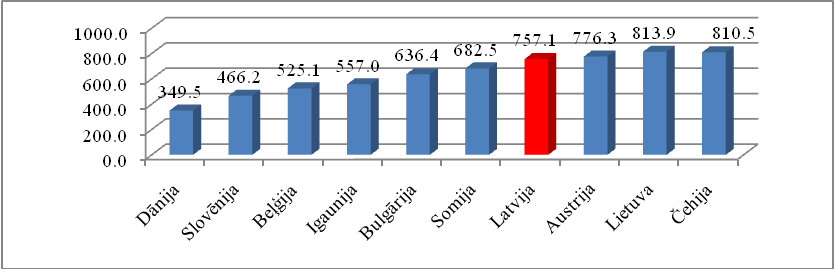 1000.0
800.0
600.0
400.0
200.0
0.0
349.5
466.2
525.1
557.0
636.4
682.5
757.1
776.3
813.9
810.5
Dānija
Slovēnija
Beļģija
Igaunija
Bulgārija
Somija
Latvija
Austrija
Lietuva
Čehija